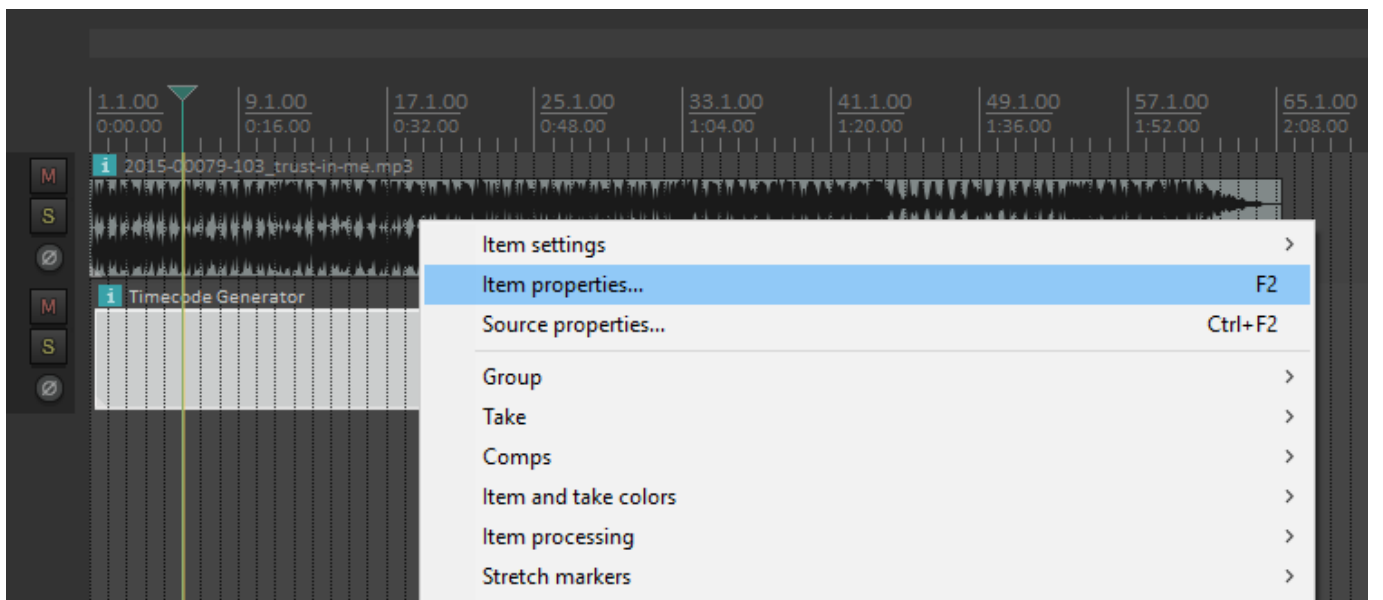 1.1.00 9.1.00 17.1.00 25.1.00 33.1.00 41.1.00 49.1.00 57.1.00 65.1.00
0:00.00 0:16.00 0:32.00 0:48.00 1:04.00 1:20.00 1:36.00 1:52.00 2:08.00
i 2015-00079-103_trust-in-me.mp3
M
S
Ø
i Timecode Generator
M
S
Ø
Item settings >
Item properties... F2
Source properties... Ctrl+F2
Group >
Take >
Comps >
Item and take colors >
Item processing >
Stretch markers >